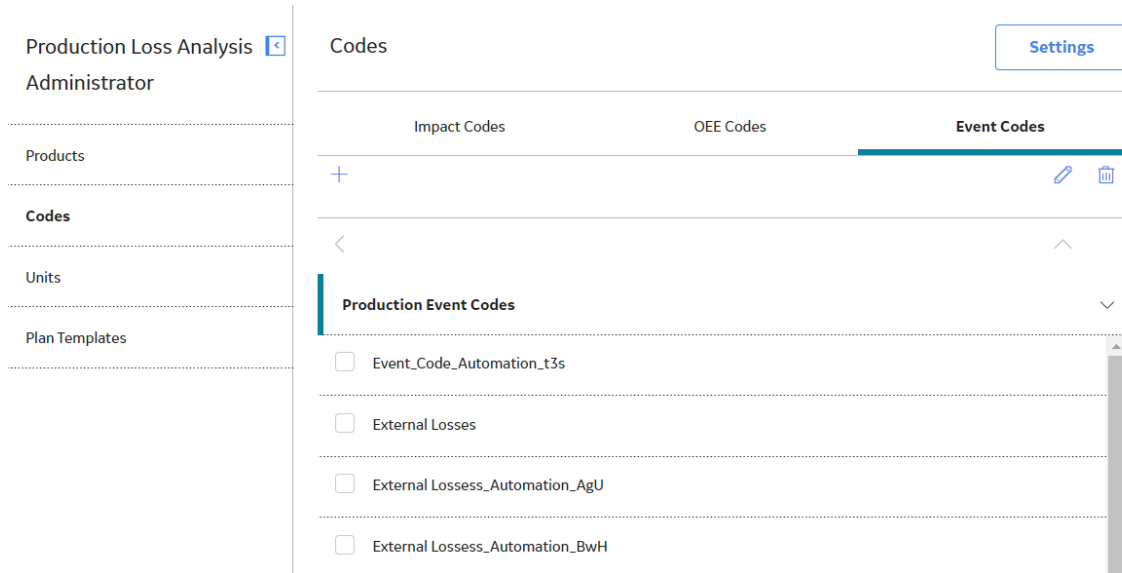 Production Loss Analysis
Administrator
Products
Codes
Units
Plan Templates
Codes
Settings
Impact Codes
OEE Codes
Event Codes
Production Event Codes
Event_Code_Automation_t3s
External Losses
External Lossess_Automation_AgU
External Lossess_Automation_BwH